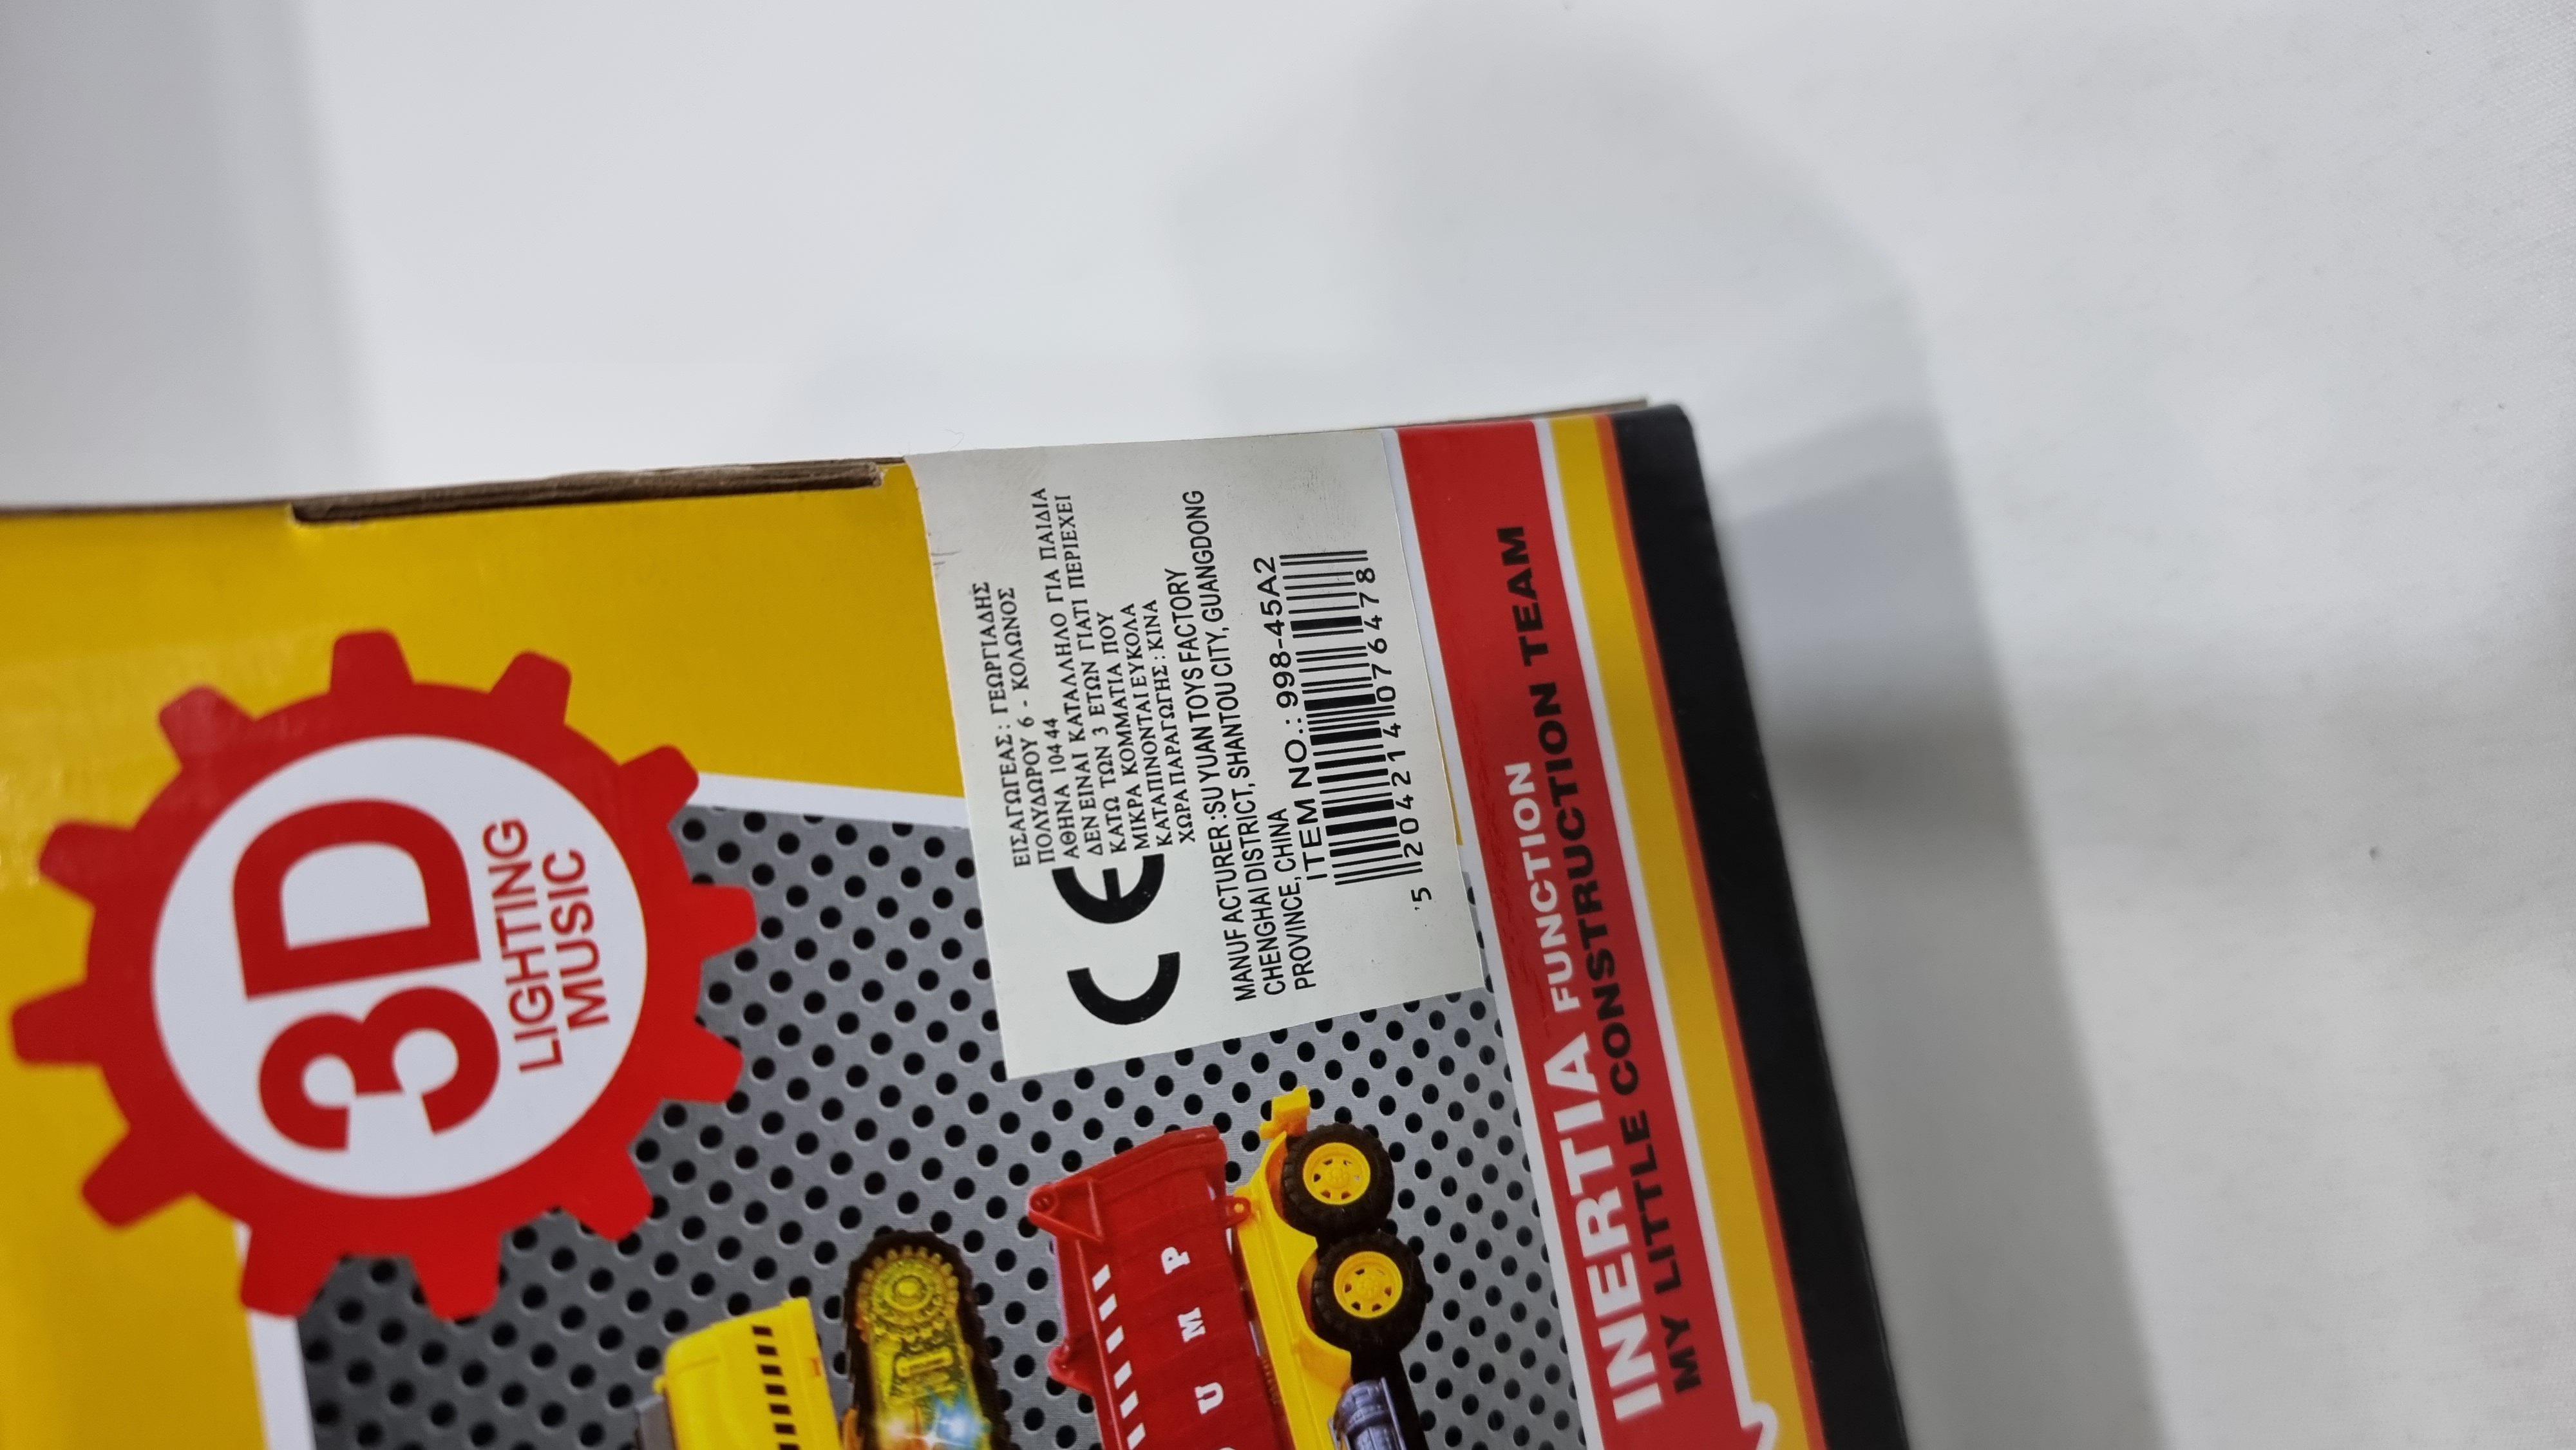 3D
LIGHTING
MUSIC
UMP
CE
ΕΙΣΑΓΩΓΕΑΣ: ΓΕΩΡΓΙΑΔΗΣ
ΠΟΛΥΔΩΡΟΥ 6 - ΚΟΛΩΝΟΣ
ΑΘΗΝΑ 104 44
ΔΕΝ ΕΙΝΑΙ ΚΑΤΑΛΛΗΛΟ ΓΙΑ ΠΑΙΔΙΑ
ΚΑΤΩ ΤΩΝ 3 ΕΤΩΝ ΓΙΑΤΙ ΠΕΡΙΕΧΕΙ
ΜΙΚΡΑ ΚΟΜΜΑΤΙΑ ΠΟΥ
ΚΑΤΑΠΙΝΟΝΤΑΙ ΕΥΚΟΛΑ
ΧΩΡΑ ΠΑΡΑΓΩΓΗΣ : ΚΙΝΑ
MANUF ACTURER :SU YUAN TOYS FACTORY
CHENGHAI DISTRICT, SHANTOU CITY, GUANGDONG
PROVINCE, CHINA
ITEM NO.: 998-45A2
5 204214 076478
INERTIA FUNCTION
MY LITTLE CONSTRUCTION TEAM